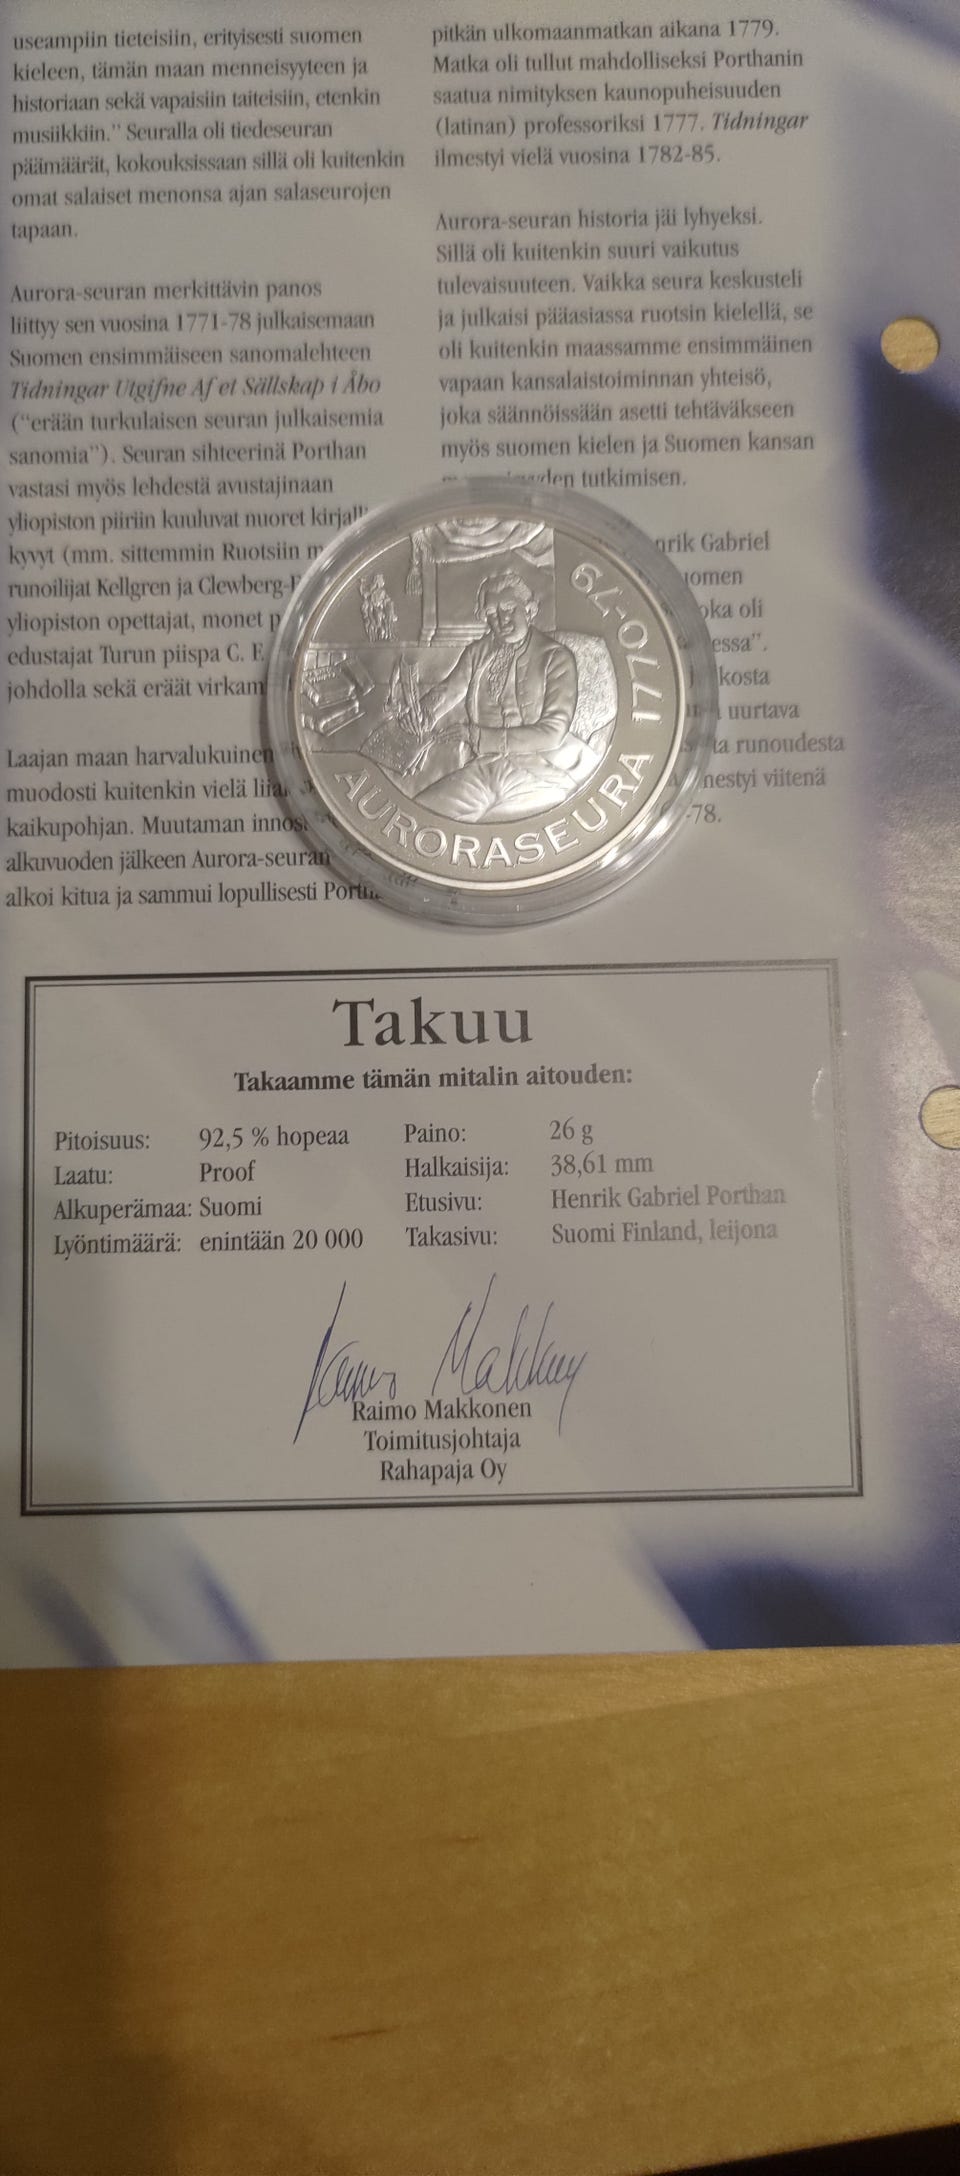 useampiin tieteisiin, erityisesti suomen
kieleen, tämän maan menneisyyteen ja
historiaan sekä vapaisiin taiteisiin, etenkin
musiikkiin." Seuralla oli tiedeseuran
päämäärät, kokouksissaan sillä oli kuitenkin
omat salaiset menonsa ajan salaseurojen
tapaan.
Aurora-seuran merkittävin panos
liittyy sen vuosina 1771-78 julkaisemaan
Suomen ensimmäiseen sanomalehteen
Tidningar Utgifne Af et Sällskap i Åbo
("erään turkulaisen seuran julkaisemia
sanomia"). Seuran sihteerinä Porthan
vastasi myös lehdestä avustajinaan
yliopiston piiriin kuuluvat nuoret
kyvyt (mm. sittemmin Ruotsiin
runoilijat Kellgren ja Clewberg-
yliopiston opettajat, monet
edustajat Turun piispa C. F.
johdolla sekä eräät
Laajan maan harvalukuinen
muodosti kuitenkin vielä
kaikupohjan. Muutaman
alkuvuoden jälkeen Aurora-seuran
alkoi kitua ja sammui lopullisesti
pitkän ulkomaanmatkan aikana 1779.
Matka oli tullut mahdolliseksi Porthanin
saatua nimityksen kaunopuheisuuden
(latinan) professoriksi 1777. Tidningar
ilmestyi vielä vuosina 1782-85.
Aurora-seuran historia jäi lyhyeksi.
Sillä oli kuitenkin suuri vaikutus
tulevaisuuteen. Vaikka seura keskusteli
ja julkaisi pääasiassa ruotsin kielellä, se
oli kuitenkin maassamme ensimmäinen
vapaan kansalaistoiminnan yhteisö,
joka säännöissään asetti tehtäväkseen
myös suomen kielen ja Suomen kansan
tutkimisen.
Gabriel
oli
uurtava
runoudesta
viitenä
-78.
AURORASEURA 1770-79
Takuu
Takaamme tämän mitalin aitouden:
Pitoisuus: 92,5 % hopeaa Paino: 26 g
Laatu: Proof Halkaisija: 38,61 mm
Alkuperämaa: Suomi Etusivu: Henrik Gabriel Porthan
Lyöntimäärä: enintään 20 000 Takasivu: Suomi Finland, leijona
Raimo Makkonen
Raimo Makkonen
Toimitusjohtaja
Rahapaja Oy